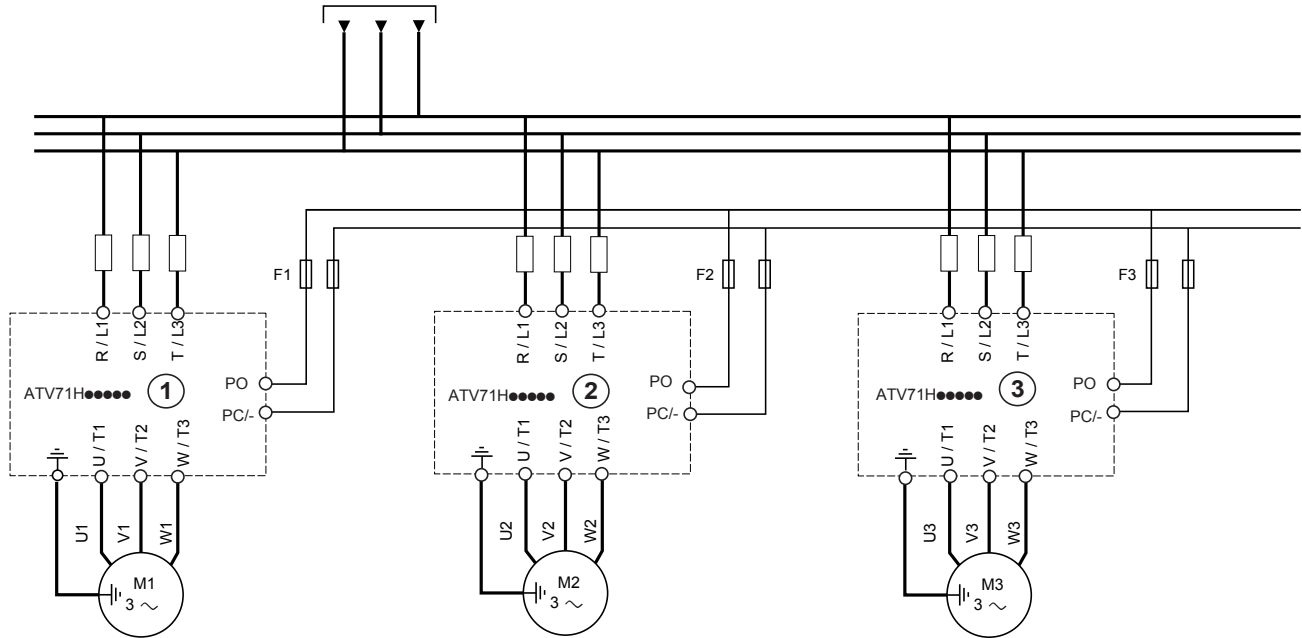 F1
F2
F3
R / L1
S / L2
T / L3
R / L1
S / L2
T / L3
R / L1
S / L2
T / L3
ATV71H●●●●●
1
PO
PC/-
ATV71H●●●●●
2
PO
PC/-
ATV71H●●●●●
3
PO
PC/-
U / T1
V / T2
W / T3
U / T1
V / T2
W / T3
U / T1
V / T2
W / T3
U1
V1
W1
U2
V2
W2
U3
V3
W3
M1
3 ~
M2
3 ~
M3
3 ~